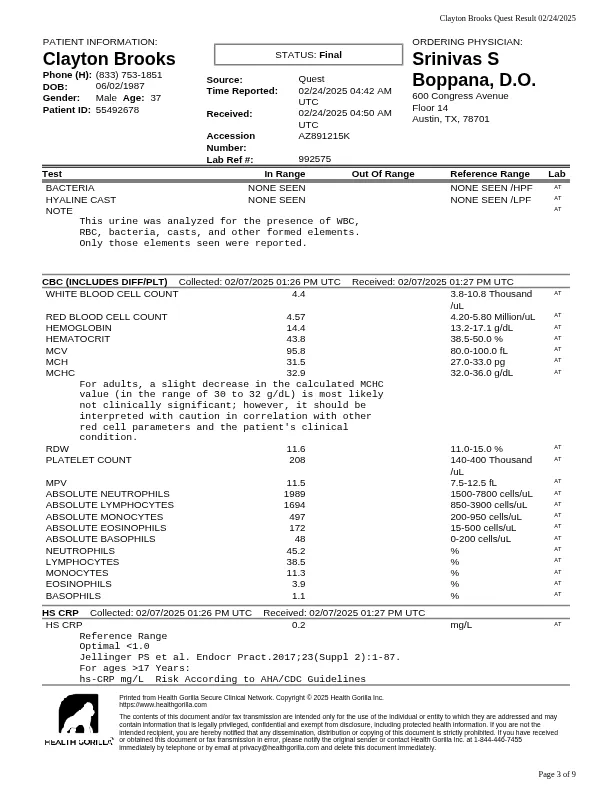 Clayton Brooks Quest Result 02/24/2025
PATIENT INFORMATION:
Clayton Brooks
Phone (H): (833) 753-1851
DOB: 06/02/1987
Gender: Male Age: 37
Patient ID: 55492678
STATUS: Final
Source: Quest
Time Reported: 02/24/2025 04:42 AM
UTC
Received: 02/24/2025 04:50 AM
UTC
Accession AZ891215K
Number:
Lab Ref #: 992575
ORDERING PHYSICIAN:
Srinivas S
Boppana, D.O.
600 Congress Avenue
Floor 14
Austin, TX, 78701
Test In Range Out Of Range Reference Range Lab
BACTERIA NONE SEEN NONE SEEN /HPF AT
HYALINE CAST NONE SEEN NONE SEEN /LPF AT
NOTE AT
This urine was analyzed for the presence of WBC,
RBC, bacteria, casts, and other formed elements.
Only those elements seen were reported.
CBC (INCLUDES DIFF/PLT) Collected: 02/07/2025 01:26 PM UTC Received: 02/07/2025 01:27 PM UTC
WHITE BLOOD CELL COUNT 4.4 3.8-10.8 Thousand AT
/uL
RED BLOOD CELL COUNT 4.57 4.20-5.80 Million/uL AT
HEMOGLOBIN 14.4 13.2-17.1 g/dL AT
HEMATOCRIT 43.8 38.5-50.0 % AT
MCV 95.8 80.0-100.0 fL AT
MCH 31.5 27.0-33.0 pg AT
MCHC 32.9 32.0-36.0 g/dL AT
For adults, a slight decrease in the calculated MCHC
value (in the range of 30 to 32 g/dL) is most likely
not clinically significant; however, it should be
interpreted with caution in correlation with other
red cell parameters and the patient's clinical
condition.
RDW 11.6 11.0-15.0 % AT
PLATELET COUNT 208 140-400 Thousand AT
/uL
MPV 11.5 7.5-12.5 fL AT
ABSOLUTE NEUTROPHILS 1989 1500-7800 cells/uL AT
ABSOLUTE LYMPHOCYTES 1694 850-3900 cells/uL AT
ABSOLUTE MONOCYTES 497 200-950 cells/uL AT
ABSOLUTE EOSINOPHILS 172 15-500 cells/uL AT
ABSOLUTE BASOPHILS 48 0-200 cells/uL AT
NEUTROPHILS 45.2 % AT
LYMPHOCYTES 38.5 % AT
MONOCYTES 11.3 % AT
EOSINOPHILS 3.9 % AT
BASOPHILS 1.1 % AT
HS CRP Collected: 02/07/2025 01:26 PM UTC Received: 02/07/2025 01:27 PM UTC
HS CRP 0.2 mg/L AT
Reference Range
Optimal <1.0
Jellinger PS et al. Endocr Pract.2017;23(Suppl 2):1-87.
For ages >17 Years:
hs-CRP mg/L Risk According to AHA/CDC Guidelines
HEALTH GORILLA
Printed from Health Gorilla Secure Clinical Network. Copyright © 2025 Health Gorilla Inc.
https://www.healthgorilla.com
The contents of this document and/or fax transmission are intended only for the use of the individual or entity to which they are addressed and may
contain information that is legally privileged, confidential and exempt from disclosure, including protected health information. If you are not the
intended recipient, you are hereby notified that any dissemination, distribution or copying of this document is strictly prohibited. If you have received
or obtained this document or fax transmission in error, please notify the original sender or contact Health Gorilla Inc. at 1-844-446-7455
immediately by telephone or by email at privacy@healthgorilla.com and delete this document immediately.
Page 3 of 9